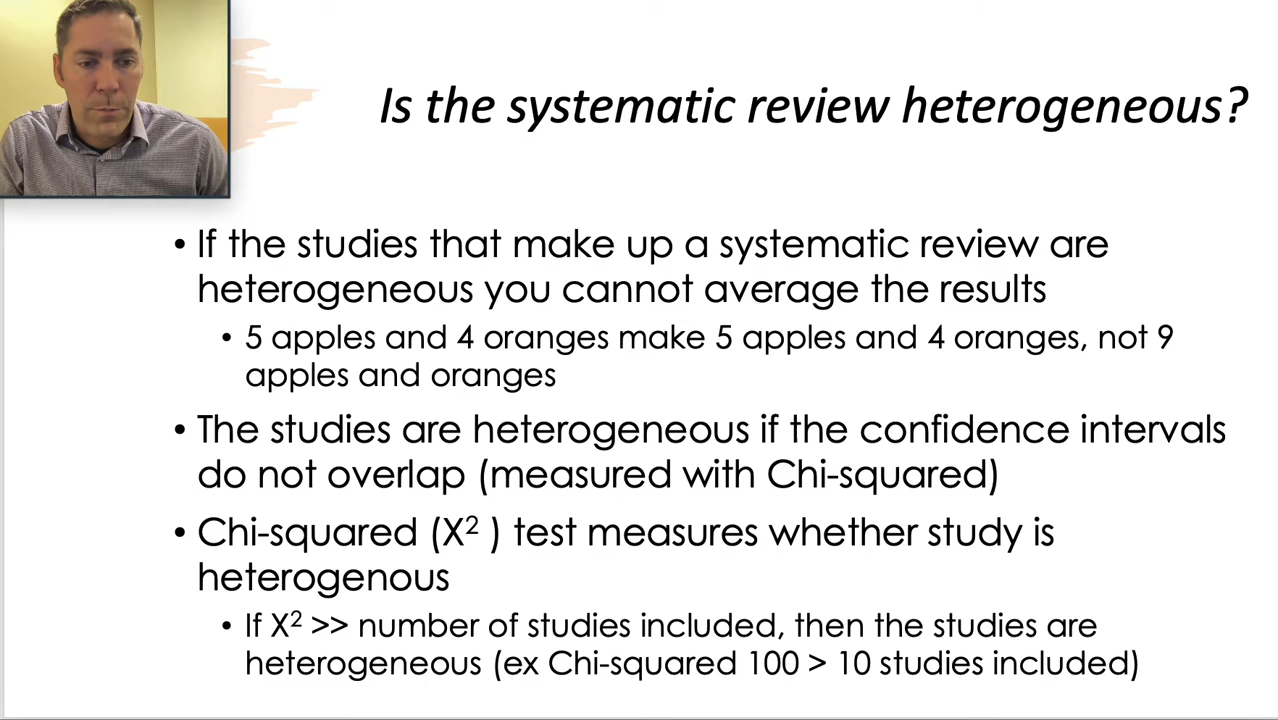 Is the systematic review heterogeneous?
• If the studies that make up a systematic review are
heterogeneous you cannot average the results
• 5 apples and 4 oranges make 5 apples and 4 oranges, not 9
apples and oranges
• The studies are heterogeneous if the confidence intervals
do not overlap (measured with Chi-squared)
• Chi-squared (X² ) test measures whether study is
heterogenous
• If X² >> number of studies included, then the studies are
heterogeneous (ex Chi-squared 100 > 10 studies included)